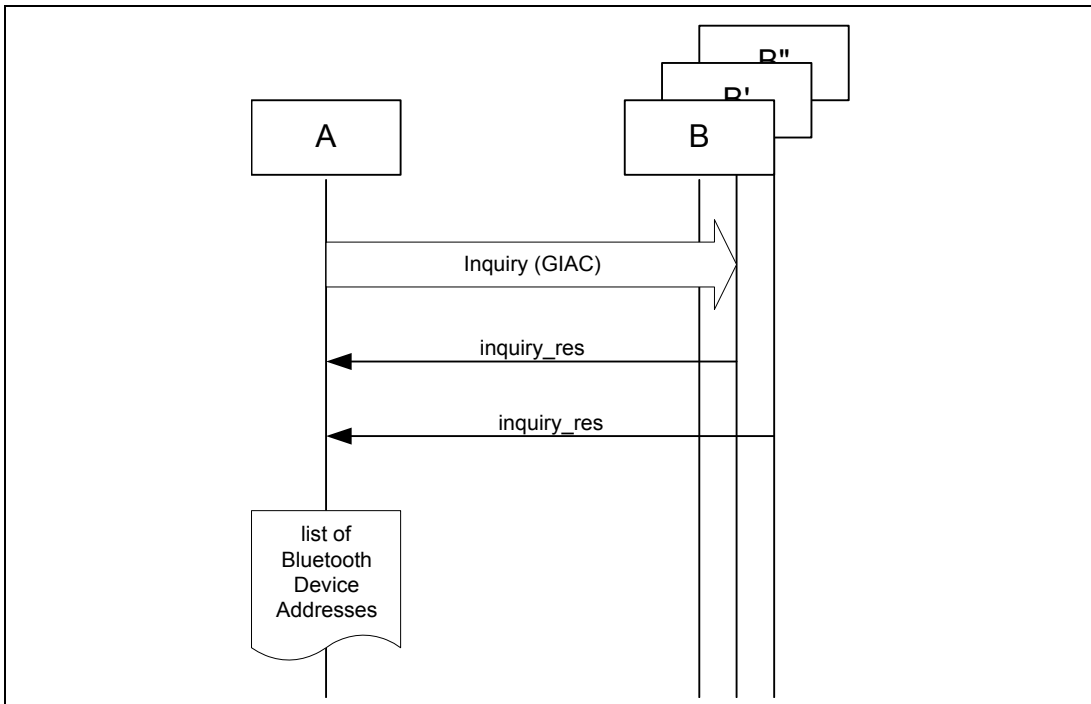 B"
B'
A
B
Inquiry (GIAC)
inquiry_res
inquiry_res
list of
Bluetooth
Device
Addresses